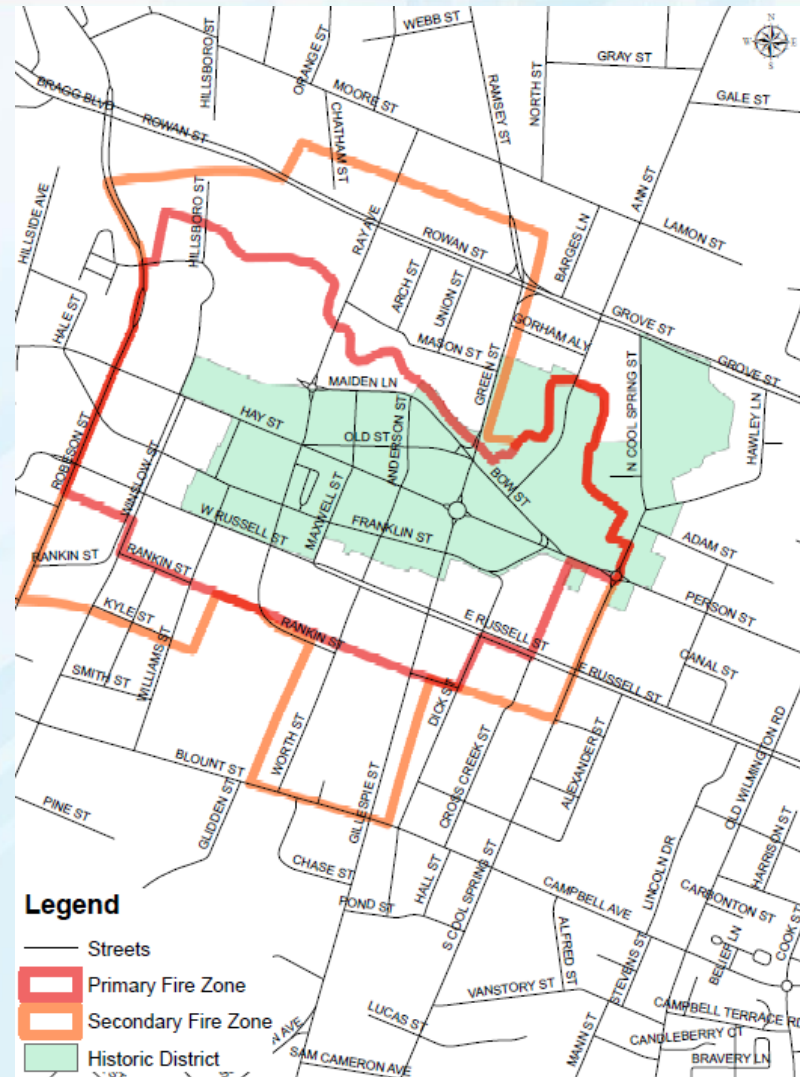 N
W
E
S
WEBB ST
HILLSBORO ST
ORANGE ST
GRAY ST
RAMSEY ST
NORTH ST
MOORE ST
BRAGG BLVD
GALE ST
CHATHAM ST
ROWAN ST
ANN ST
HILLSIDE AVE
HILLSBORO ST
RAY AVE
BARGES LN
LAMON ST
ROWAN ST
ARCH ST
UNION ST
HALE ST
GORHAM ALY
GROVE ST
MASON ST
GREEN ST
GROVE ST
N COOL SPRING ST
MAIDEN LN
HAY ST
ANDERSON ST
HAWLEY LN
OLD ST
ROBESON ST
WINSLOW ST
BOW ST
MAXWELL ST
W RUSSELL ST
FRANKLIN ST
ADAM ST
RANKIN ST
RANKIN ST
PERSON ST
KYLE ST
RANKIN ST
E RUSSELL ST
CANAL ST
WILLIAMS ST
SMITH ST
E RUSSELL ST
DICK ST
WORTH ST
BLOUNT ST
CROSS CREEK ST
ALEXANDER ST
OLD WILMINGTON RD
GILLESPIE ST
PINE ST
GLIDDEN ST
HARRISON ST
CHASE ST
HALL ST
S COOL SPRING ST
LINCOLN DR
CAMPBELL AVE
CARBONTON ST
POND ST
Legend
ALFRED ST
COOK ST
BELIEF LN
Streets
STEVENS ST
Primary Fire Zone
VANSTORY ST
LUCAS ST
CAMPBELL TERRACE RD
Secondary Fire Zone
N AVE
MANN ST
CANDLEBERRY CT
Historic District
SAM CAMERON AVE
BRAVERY LN